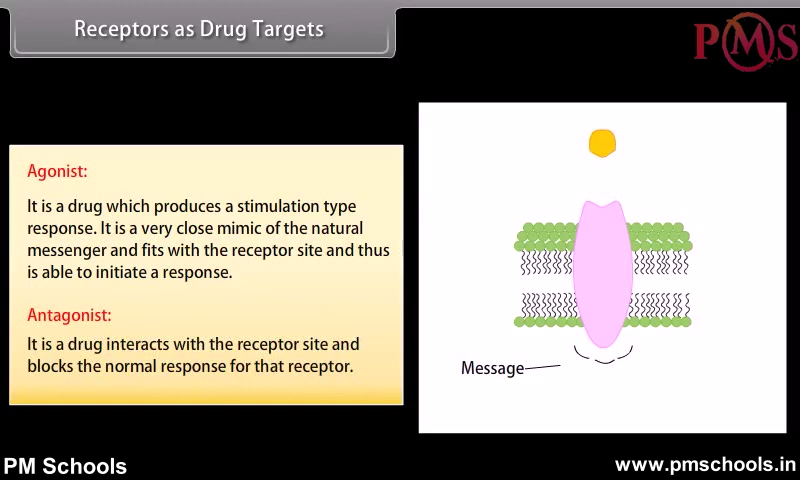 Receptors as Drug Targets
PMS
Agonist:
It is a drug which produces a stimulation type
response. It is a very close mimic of the natural
messenger and fits with the receptor site and thus
is able to initiate a response.
Antagonist:
It is a drug interacts with the receptor site and
blocks the normal response for that receptor.
Message
PM Schools
www.pmschools.in